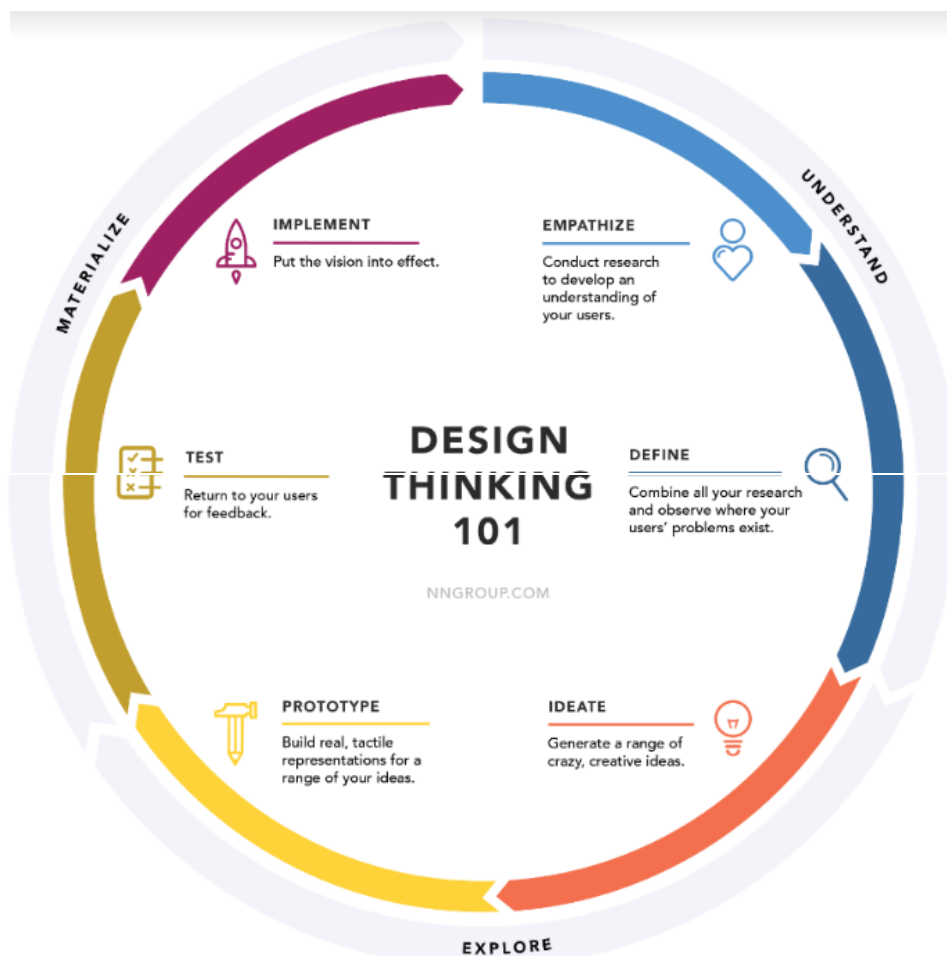 DESIGN
THINKING
101
NNGROUP.COM
UNDERSTAND
EMPATHIZE
Conduct research
to develop an
understanding of
your users.
DEFINE
Combine all your research
and observe where your
users' problems exist.
EXPLORE
IDEATE
Generate a range of
crazy, creative ideas.
PROTOTYPE
Build real, tactile
representations for a
range of your ideas.
MATERIALIZE
TEST
Return to your users
for feedback.
IMPLEMENT
Put the vision into effect.